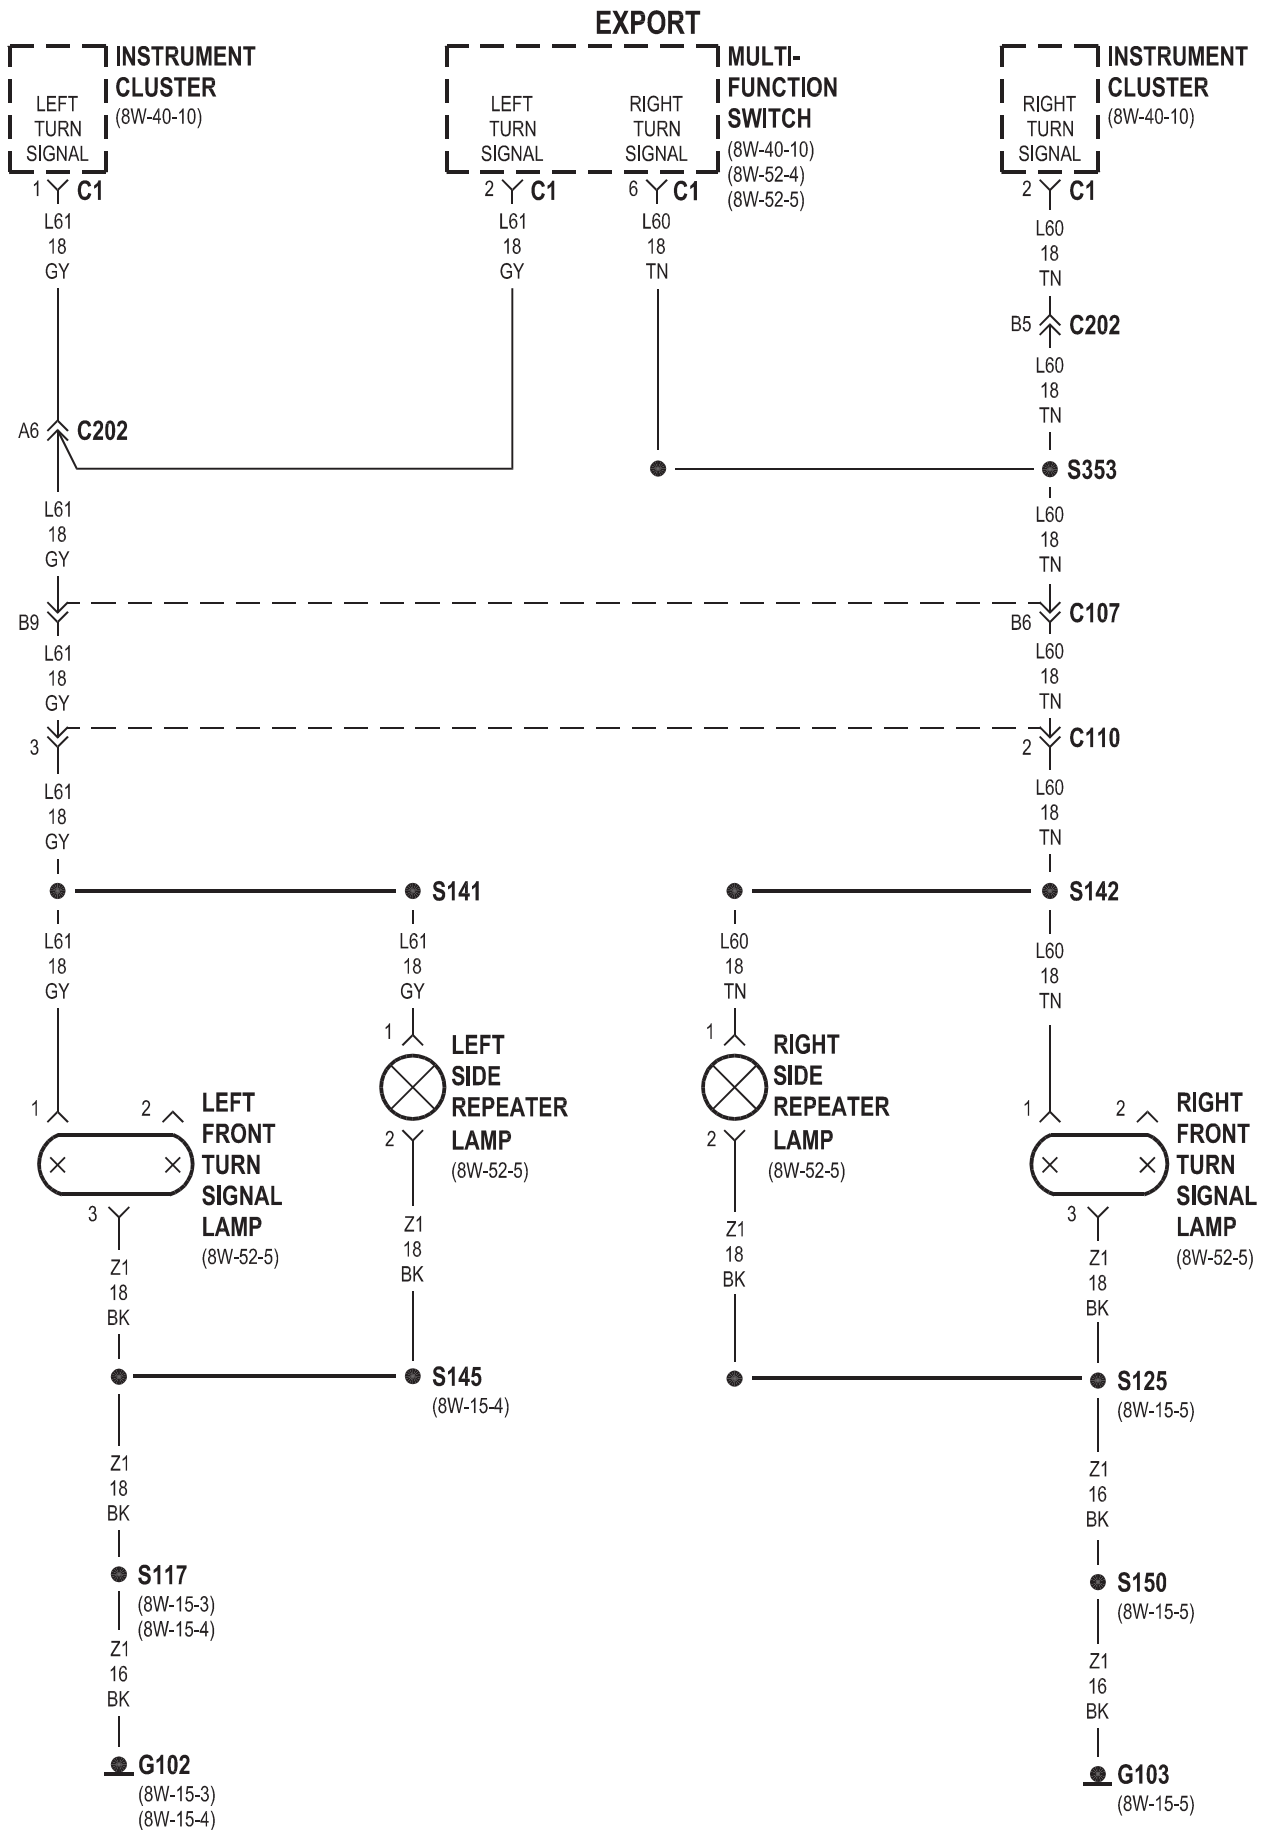 EXPORT
INSTRUMENT
CLUSTER
(8W-40-10)
LEFT
TURN
SIGNAL
1
C1
L61
18
GY
LEFT
TURN
SIGNAL
RIGHT
TURN
SIGNAL
MULTI-
FUNCTION
SWITCH
(8W-40-10)
(8W-52-4)
(8W-52-5)
2
C1
6
C1
L61
18
GY
L60
18
TN
INSTRUMENT
CLUSTER
(8W-40-10)
RIGHT
TURN
SIGNAL
2
C1
L60
18
TN
B5
C202
L60
18
TN
A6
C202
S353
L61
18
GY
L60
18
TN
B9
B6
C107
L61
18
GY
L60
18
TN
3
2
C110
L61
18
GY
L60
18
TN
S141
S142
L61
18
GY
L61
18
GY
L60
18
TN
L60
18
TN
1
LEFT
SIDE
REPEATER
LAMP
(8W-52-5)
2
1
RIGHT
SIDE
REPEATER
LAMP
(8W-52-5)
2
1
2
LEFT
FRONT
TURN
SIGNAL
LAMP
(8W-52-5)
3
1
2
RIGHT
FRONT
TURN
SIGNAL
LAMP
(8W-52-5)
3
Z1
18
BK
Z1
18
BK
Z1
18
BK
Z1
18
BK
S145
(8W-15-4)
S125
(8W-15-5)
Z1
18
BK
Z1
16
BK
S117
(8W-15-3)
(8W-15-4)
S150
(8W-15-5)
Z1
16
BK
Z1
16
BK
G102
(8W-15-3)
(8W-15-4)
G103
(8W-15-5)